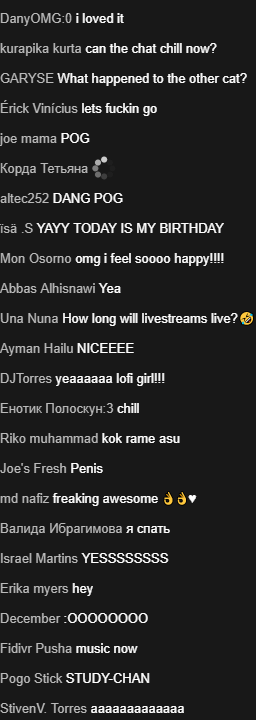 DanyOMG:0 i loved it
kurapika kurta can the chat chill now?
GARYSE What happened to the other cat?
Érick Vinícius lets fuckin go
joe mama POG
Корда Тетьяна
altec252 DANG POG
ïsä .S YAYY TODAY IS MY BIRTHDAY
Mon Osorno omg i feel soooo happy!!!!
Abbas Alhisnawi Yea
Una Nuna How long will livestreams live?🤣
Ayman Hailu NICEEEE
DJTorres yeaaaaaa lofi girl!!!
Енотик Полоскун:3 chill
Riko muhammad kok rame asu
Joe's Fresh Penis
md nafiz freaking awesome 👌👌♥
Валида Ибрагимова я спать
Israel Martins YESSSSSSSS
Erika myers hey
December :OOOOOOOO
Fidivr Pusha music now
Pogo Stick STUDY-CHAN
StivenV. Torres aaaaaaaaaaaaa